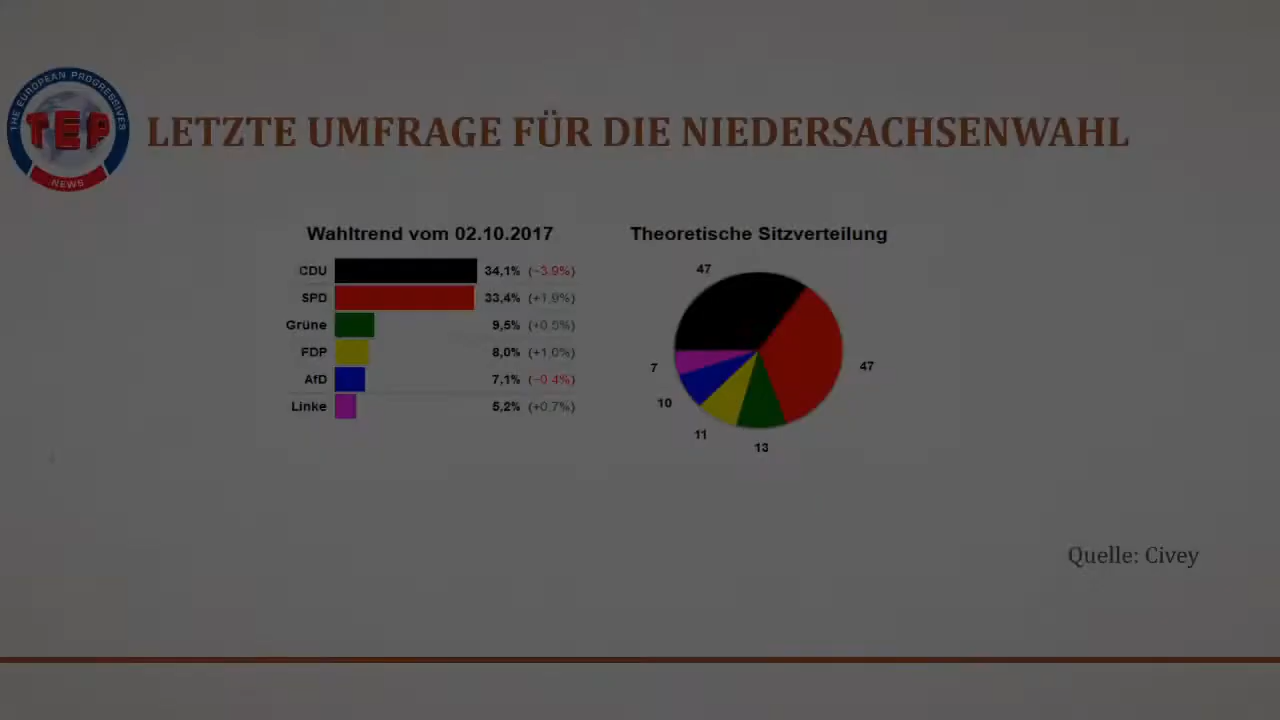 THE EUROPEAN PROGRESSIVES
TEP
NEWS
LETZTE UMFRAGE FÜR DIE NIEDERSACHSENWAHL
Wahltrend vom 02.10.2017
CDU 34,1% (−3,9%)
SPD 33,4% (+1,9%)
Grüne 9,5% (+0,5%)
FDP 8,0% (+1,0%)
AfD 7,1% (−0,4%)
Linke 5,2% (+0,7%)
Theoretische Sitzverteilung
47
47
7
10
11
13
Quelle: Civey